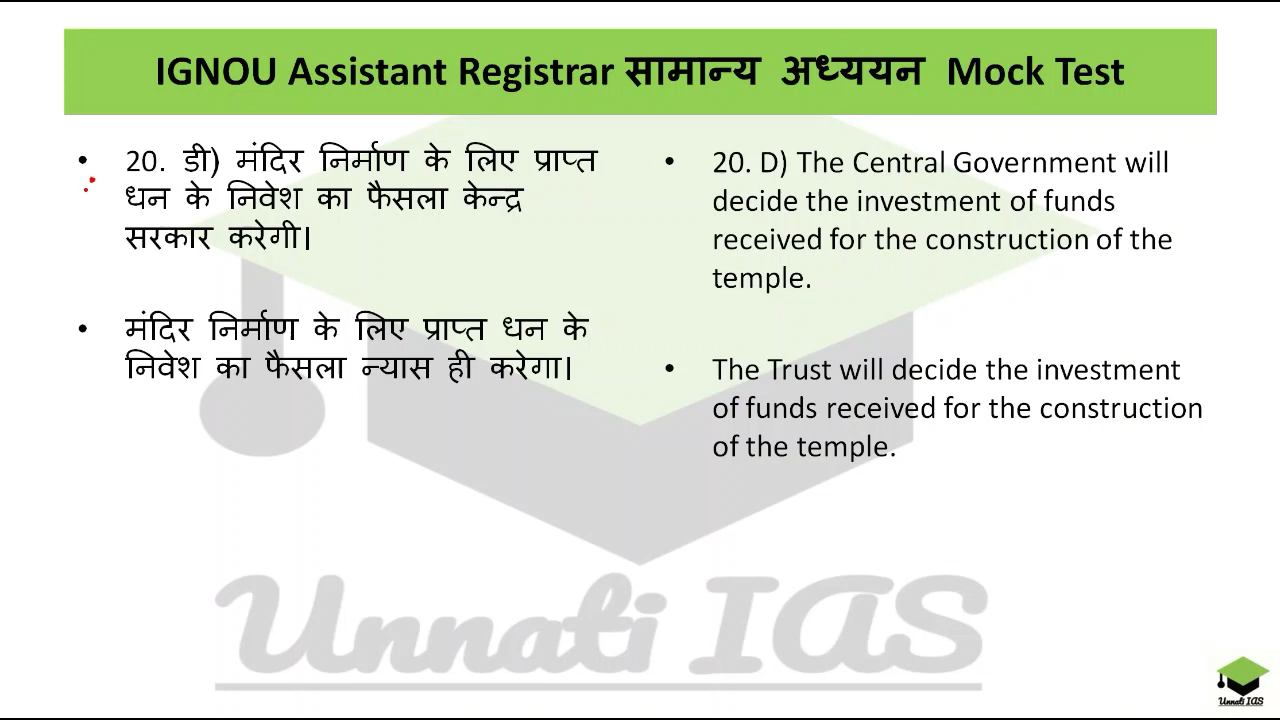 IGNOU Assistant Registrar सामान्य अध्ययन Mock Test
• 20. डी) मंदिर निर्माण के लिए प्राप्त
धन के निवेश का फैसला केन्द्र
सरकार करेगी।
• मंदिर निर्माण के लिए प्राप्त धन के
निवेश का फैसला न्यास ही करेगा।
• 20. D) The Central Government will
decide the investment of funds
received for the construction of the
temple.
• The Trust will decide the investment
of funds received for the construction
of the temple.
Unnati IAS
Unnati IAS